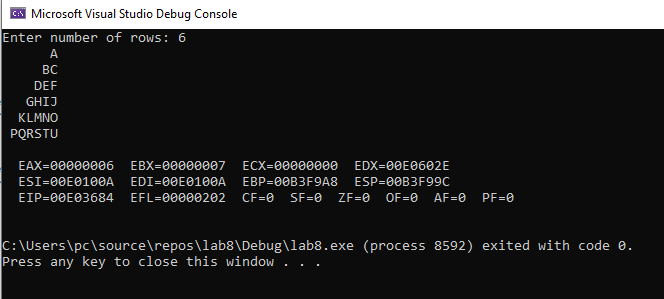 Microsoft Visual Studio Debug Console
Enter number of rows: 6
A
BC
DEF
GHIJ
KLMNO
PQRSTU
EAX=00000006 EBX=00000007 ECX=00000000 EDX=00E0602E
ESI=00E0100A EDI=00E0100A EBP=00B3F9A8 ESP=00B3F99C
EIP=00E03684 EFL=00000202 CF=0 SF=0 ZF=0 OF=0 AF=0 PF=0
C:\Users\pc\source\repos\lab8\Debug\lab8.exe (process 8592) exited with code 0.
Press any key to close this window . . .